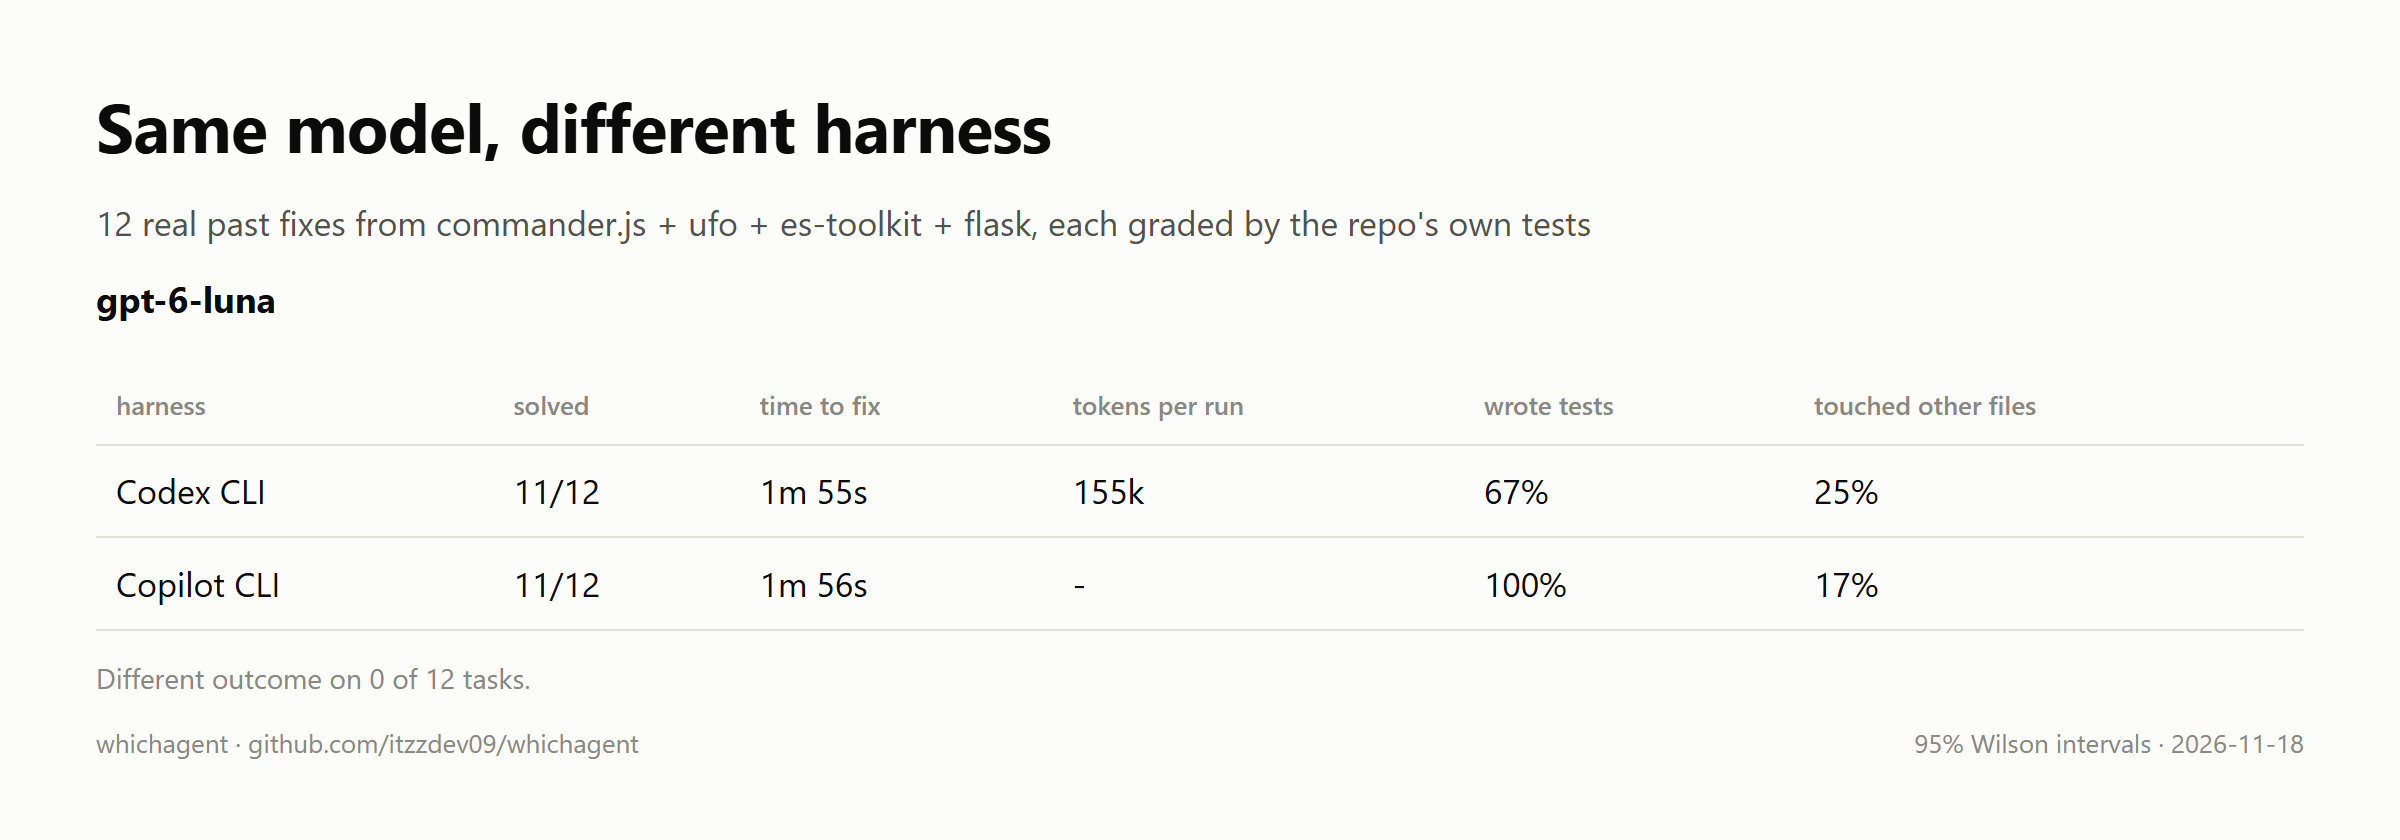 Same model, different harness
12 real past fixes from commander.js + ufo + es-toolkit + flask, each graded by the repo's own tests
gpt-6-luna
harness solved time to fix tokens per run wrote tests touched other files
Codex CLI 11/12 1m 55s 155k 67% 25%
Copilot CLI 11/12 1m 56s - 100% 17%
Different outcome on 0 of 12 tasks.
whichagent · github.com/itzzdev09/whichagent 95% Wilson intervals · 2026-11-18